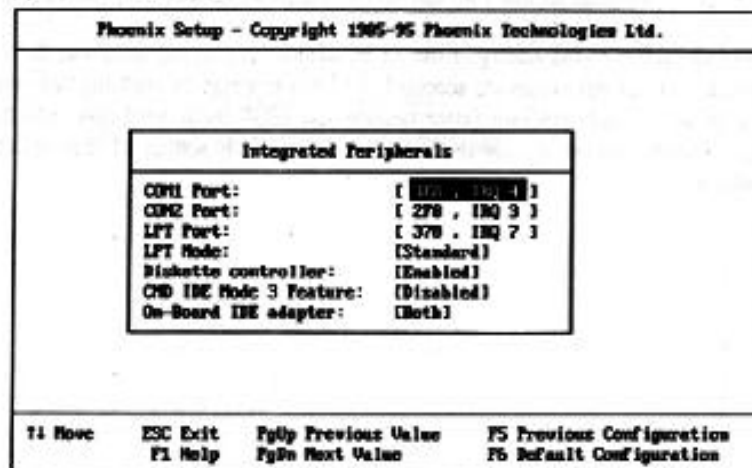 Phoenix Setup - Copyright 1985-95 Phoenix Technologies Ltd.
Integrated Peripherals
COM1 Port: [ , IRQ 4 ]
COM2 Port: [ 2F8 , IRQ 3 ]
LPT Port: [ 378 , IRQ 7 ]
LPT Mode: [Standard]
Diskette controller: [Enabled]
CMD IDE Mode 3 Feature: [Disabled]
On-Board IDE adapter: [Both]
↑↓ Move ESC Exit PgUp Previous Value F5 Previous Configuration
F1 Help PgDn Next Value F6 Default Configuration